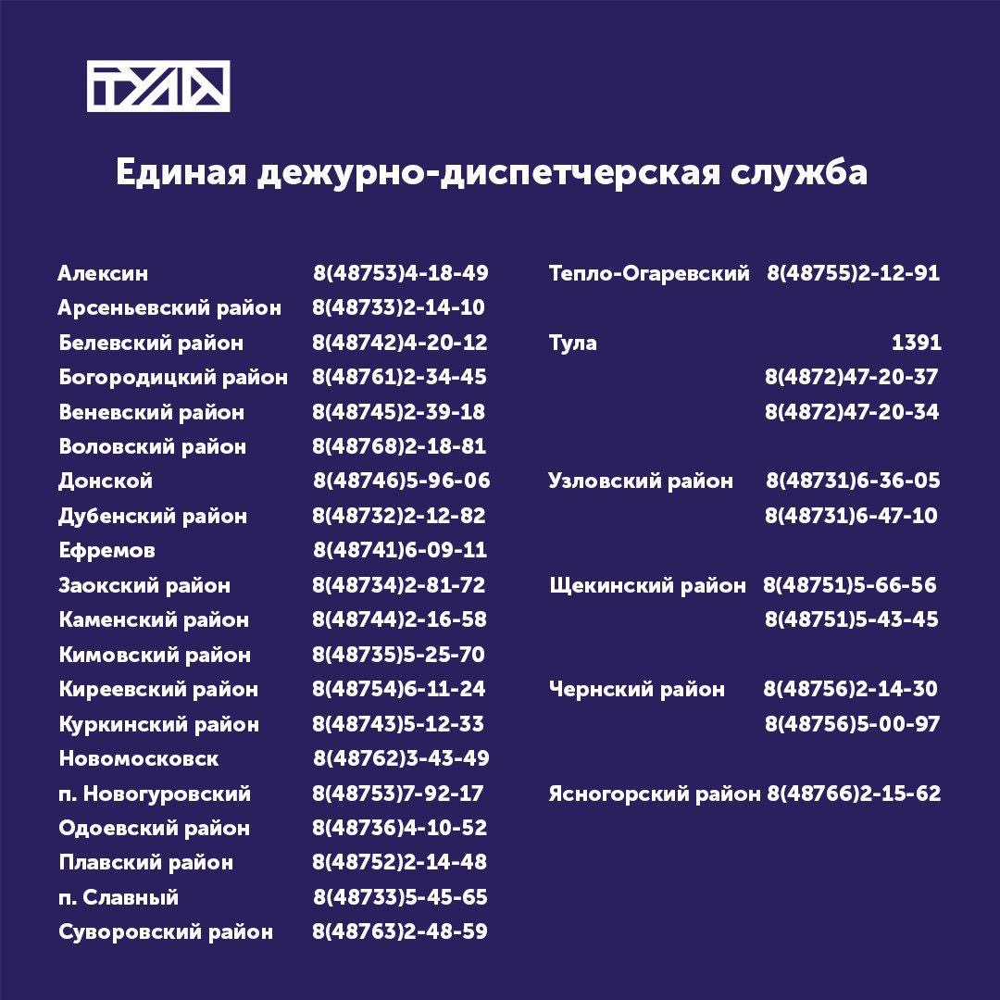 ТУЛА
Единая дежурно-диспетчерская служба
Алексин 8(48753)4-18-49
Арсеньевский район 8(48733)2-14-10
Белевский район 8(48742)4-20-12
Богородицкий район 8(48761)2-34-45
Веневский район 8(48745)2-39-18
Воловский район 8(48768)2-18-81
Донской 8(48746)5-96-06
Дубенский район 8(48732)2-12-82
Ефремов 8(48741)6-09-11
Заокский район 8(48734)2-81-72
Каменский район 8(48744)2-16-58
Кимовский район 8(48735)5-25-70
Киреевский район 8(48754)6-11-24
Куркинский район 8(48743)5-12-33
Новомосковск 8(48762)3-43-49
п. Новогуровский 8(48753)7-92-17
Одоевский район 8(48736)4-10-52
Плавский район 8(48752)2-14-48
п. Славный 8(48733)5-45-65
Суворовский район 8(48763)2-48-59
Тепло-Огаревский 8(48755)2-12-91
Тула 1391
8(4872)47-20-37
8(4872)47-20-34
Узловский район 8(48731)6-36-05
8(48731)6-47-10
Щекинский район 8(48751)5-66-56
8(48751)5-43-45
Чернский район 8(48756)2-14-30
8(48756)5-00-97
Ясногорский район 8(48766)2-15-62